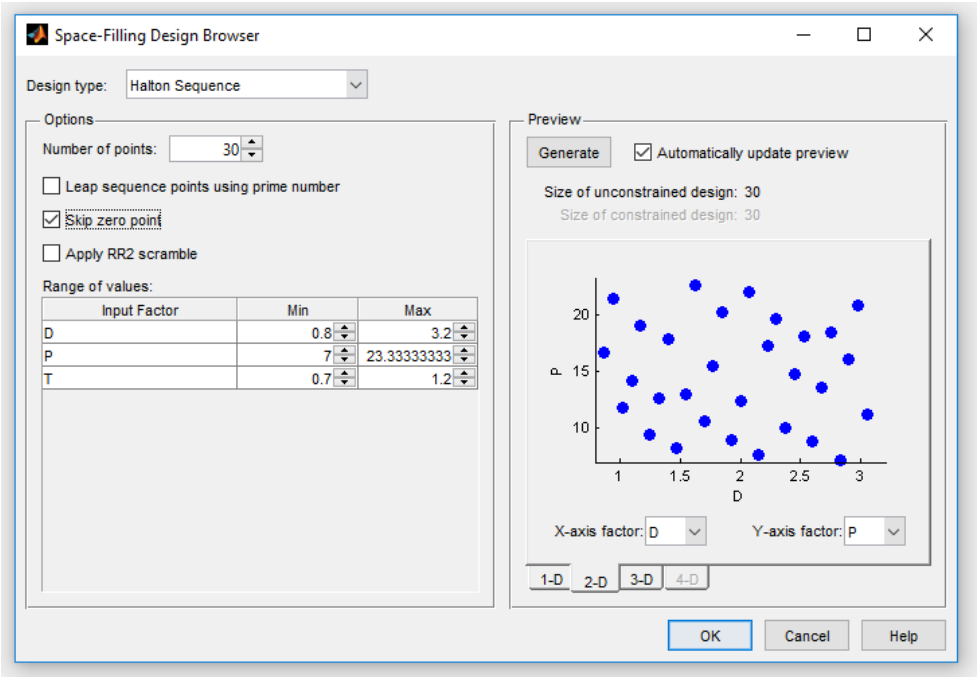 Space-Filling Design Browser
Design type: Halton Sequence
Options
Number of points: 30
Leap sequence points using prime number
Skip zero point
Apply RR2 scramble
Range of values:
Input Factor Min Max
D 0.8 3.2
P 7 23.33333333
T 0.7 1.2
Preview
Generate Automatically update preview
Size of unconstrained design: 30
Size of constrained design: 30
20
15
10
P
1 1.5 2 2.5 3
D
X-axis factor: D Y-axis factor: P
1-D 2-D 3-D 4-D
OK Cancel Help